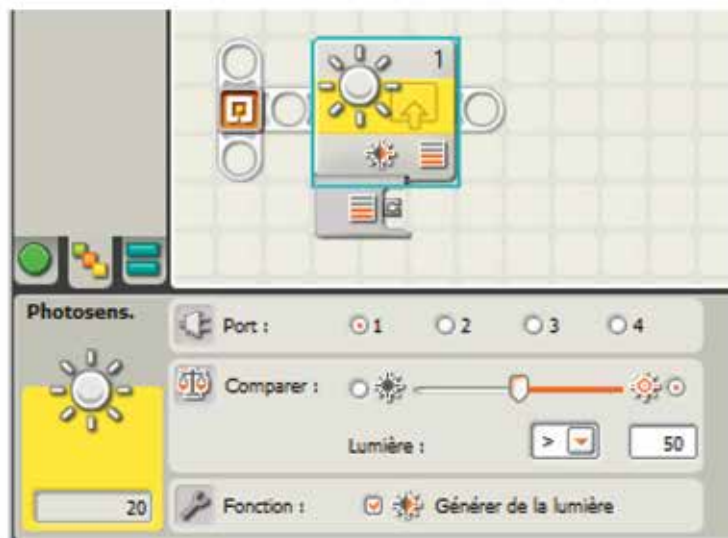 1
Photosens.
Port : 1 2 3 4
Comparer :
Lumière : > 50
20
Fonction : Générer de la lumière